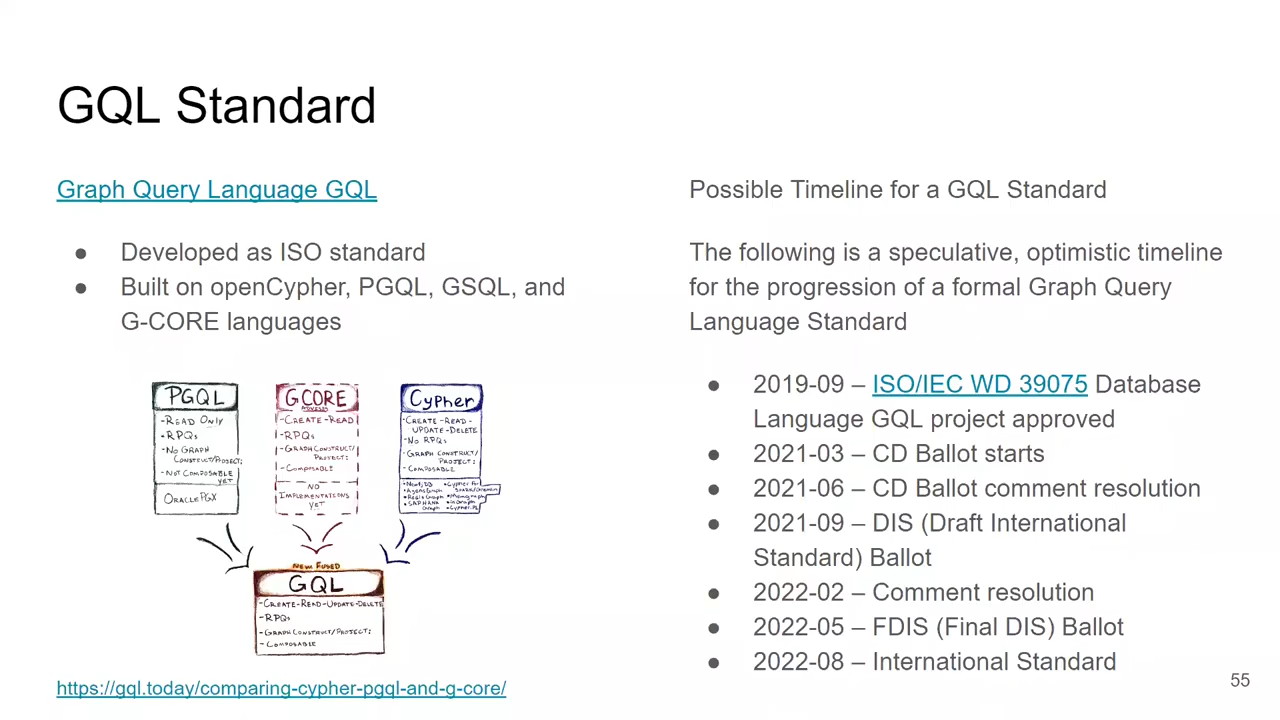 GQL Standard
Graph Query Language GQL
● Developed as ISO standard
● Built on openCypher, PGQL, GSQL, and
G-CORE languages
PGQL
-READ ONLY
-RPQs
-NO GRAPH
CONSTRUCT/PROJECT:
-NOT COMPOSABLE
YET
ORACLE PGX
GCORE
-CREATE-READ
-RPQs
-GRAPH CONSTRUCT/
PROJECT:
-COMPOSABLE
NO
IMPLEMENTATIONS
YET
Cypher
-CREATE-READ-
UPDATE-DELETE
-NO RPQs
-GRAPH CONSTRUCT/
PROJECT:
-COMPOSABLE
NEW FUSED
GQL
-CREATE-READ-UPDATE-DELETE
-RPQs
-GRAPH CONSTRUCT/PROJECT:
-COMPOSABLE
https://gql.today/comparing-cypher-pgql-and-g-core/
Possible Timeline for a GQL Standard
The following is a speculative, optimistic timeline
for the progression of a formal Graph Query
Language Standard
● 2019-09 – ISO/IEC WD 39075 Database
Language GQL project approved
● 2021-03 – CD Ballot starts
● 2021-06 – CD Ballot comment resolution
● 2021-09 – DIS (Draft International
Standard) Ballot
● 2022-02 – Comment resolution
● 2022-05 – FDIS (Final DIS) Ballot
● 2022-08 – International Standard
55